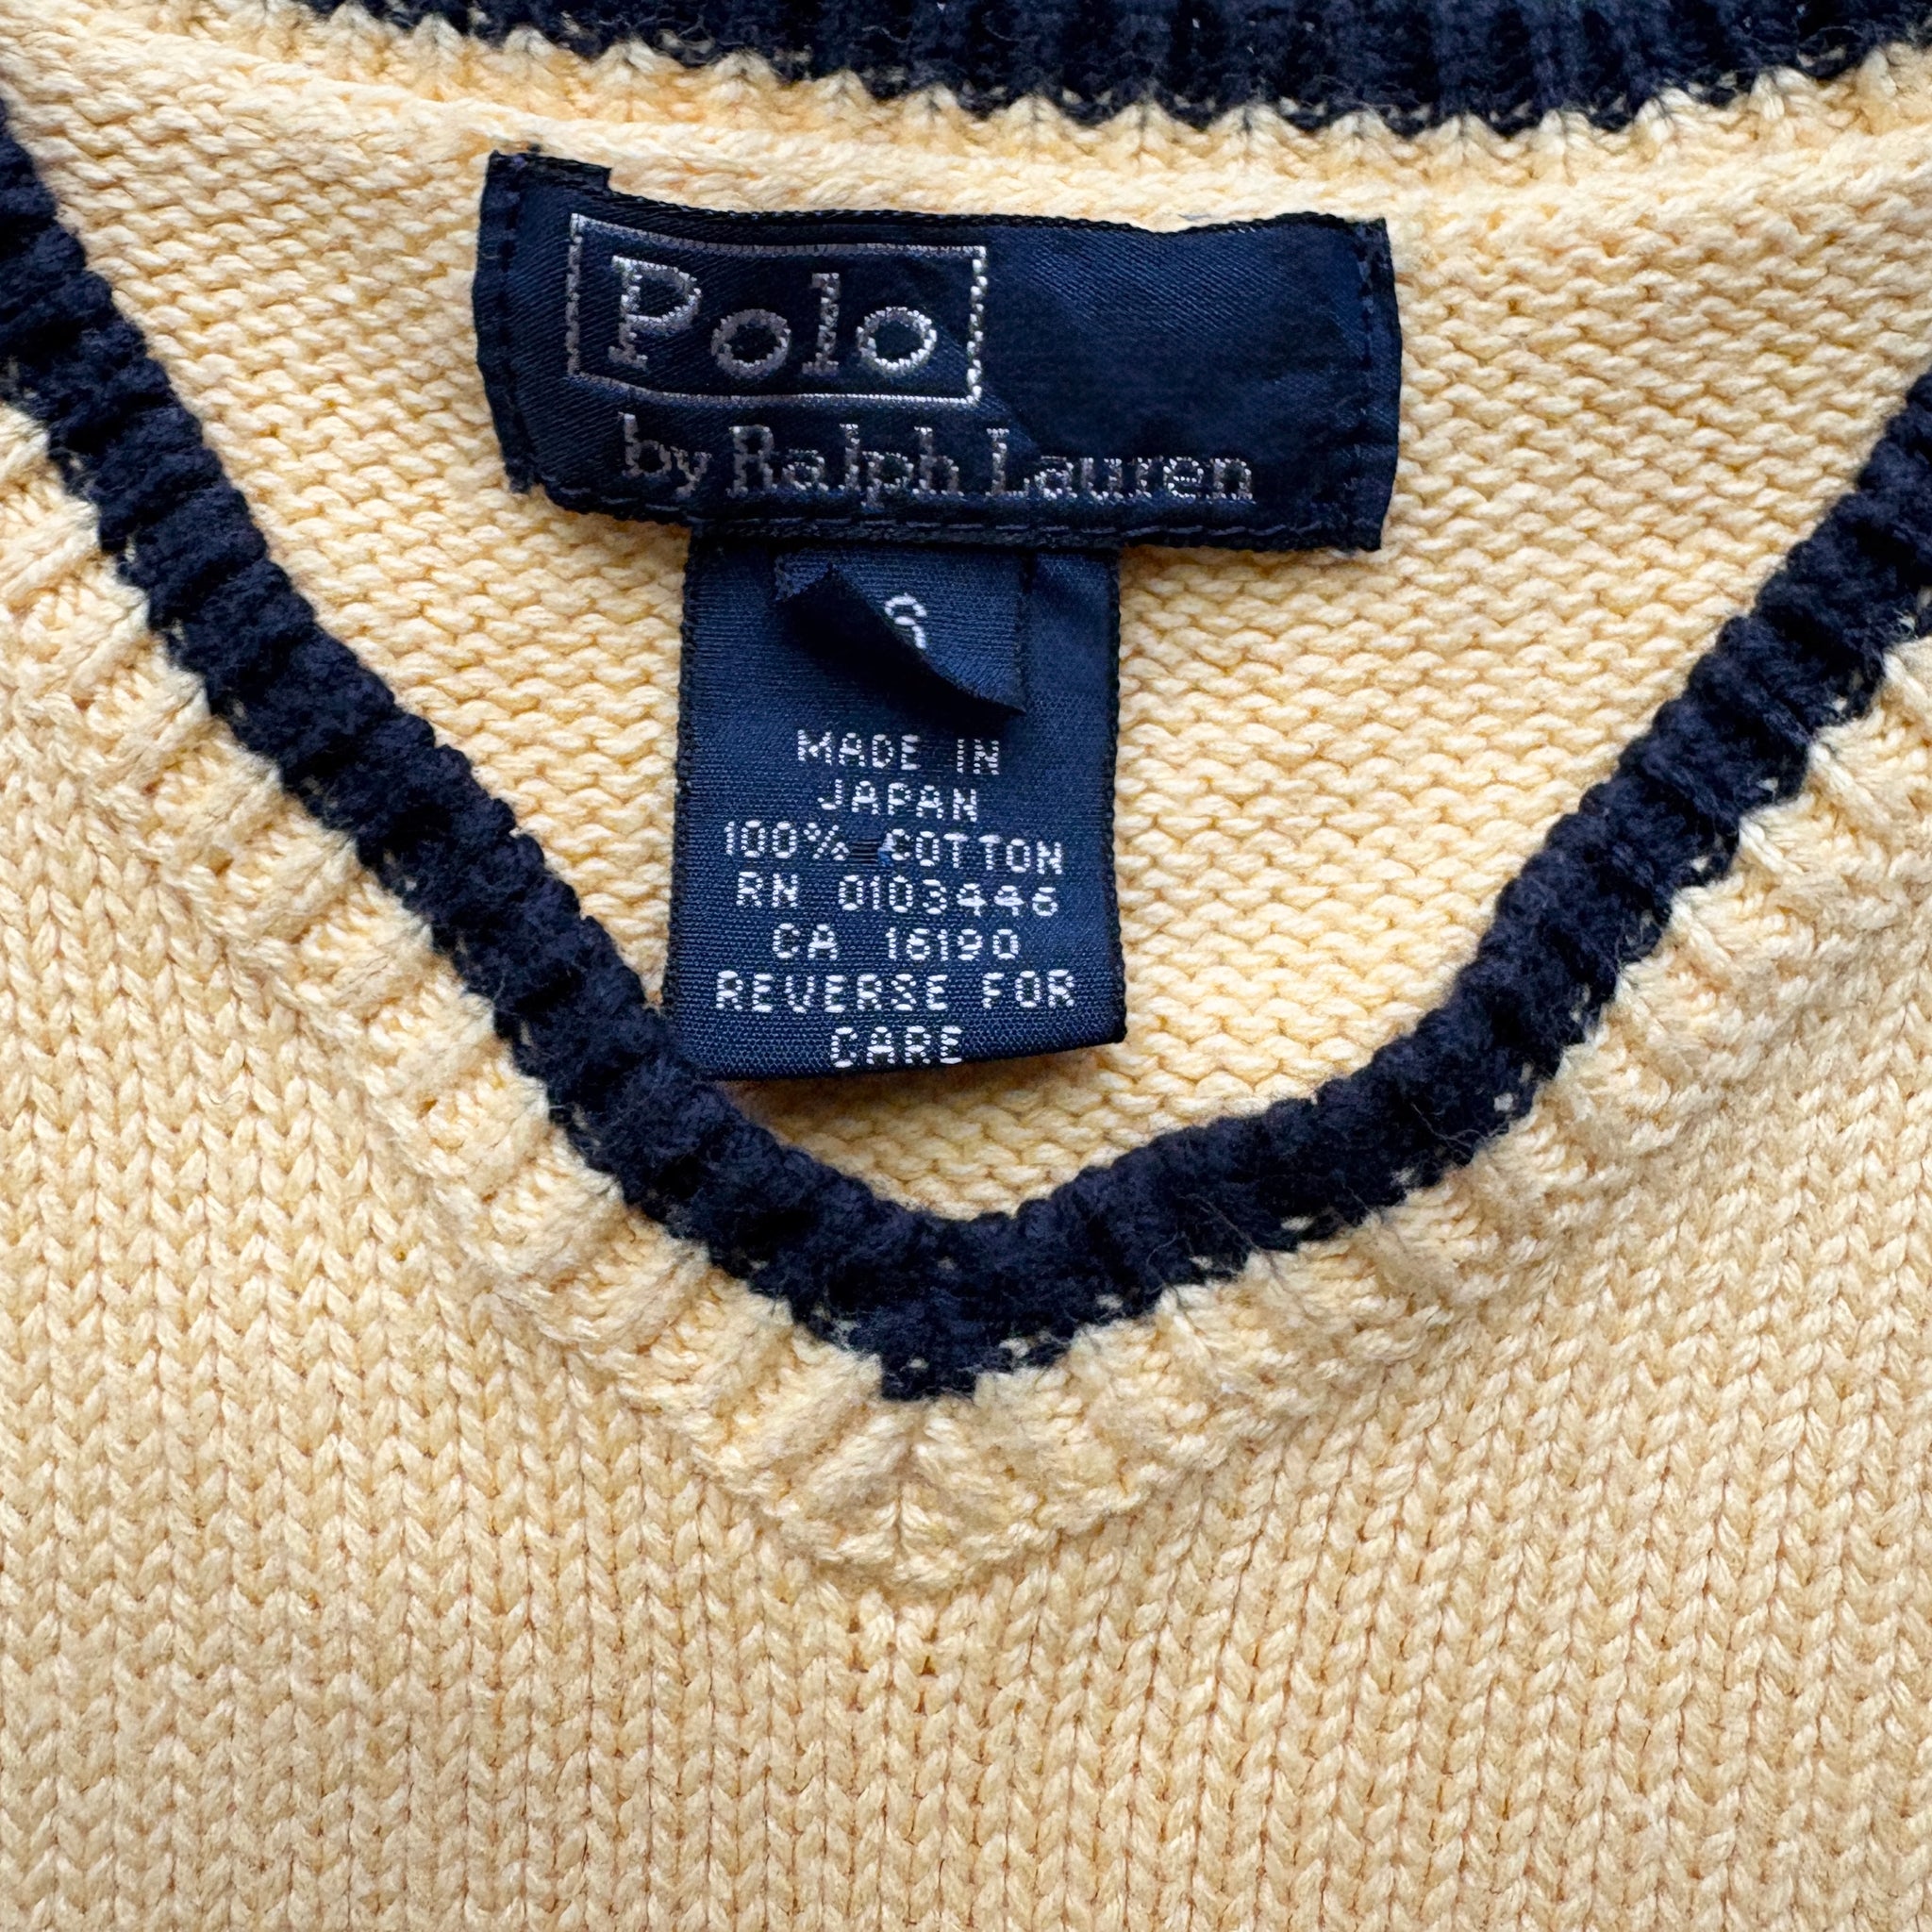 Polo
by Ralph Lauren
MADE IN
JAPAN
100% COTTON
RN 0103446
CA 16190
REVERSE FOR
CARE